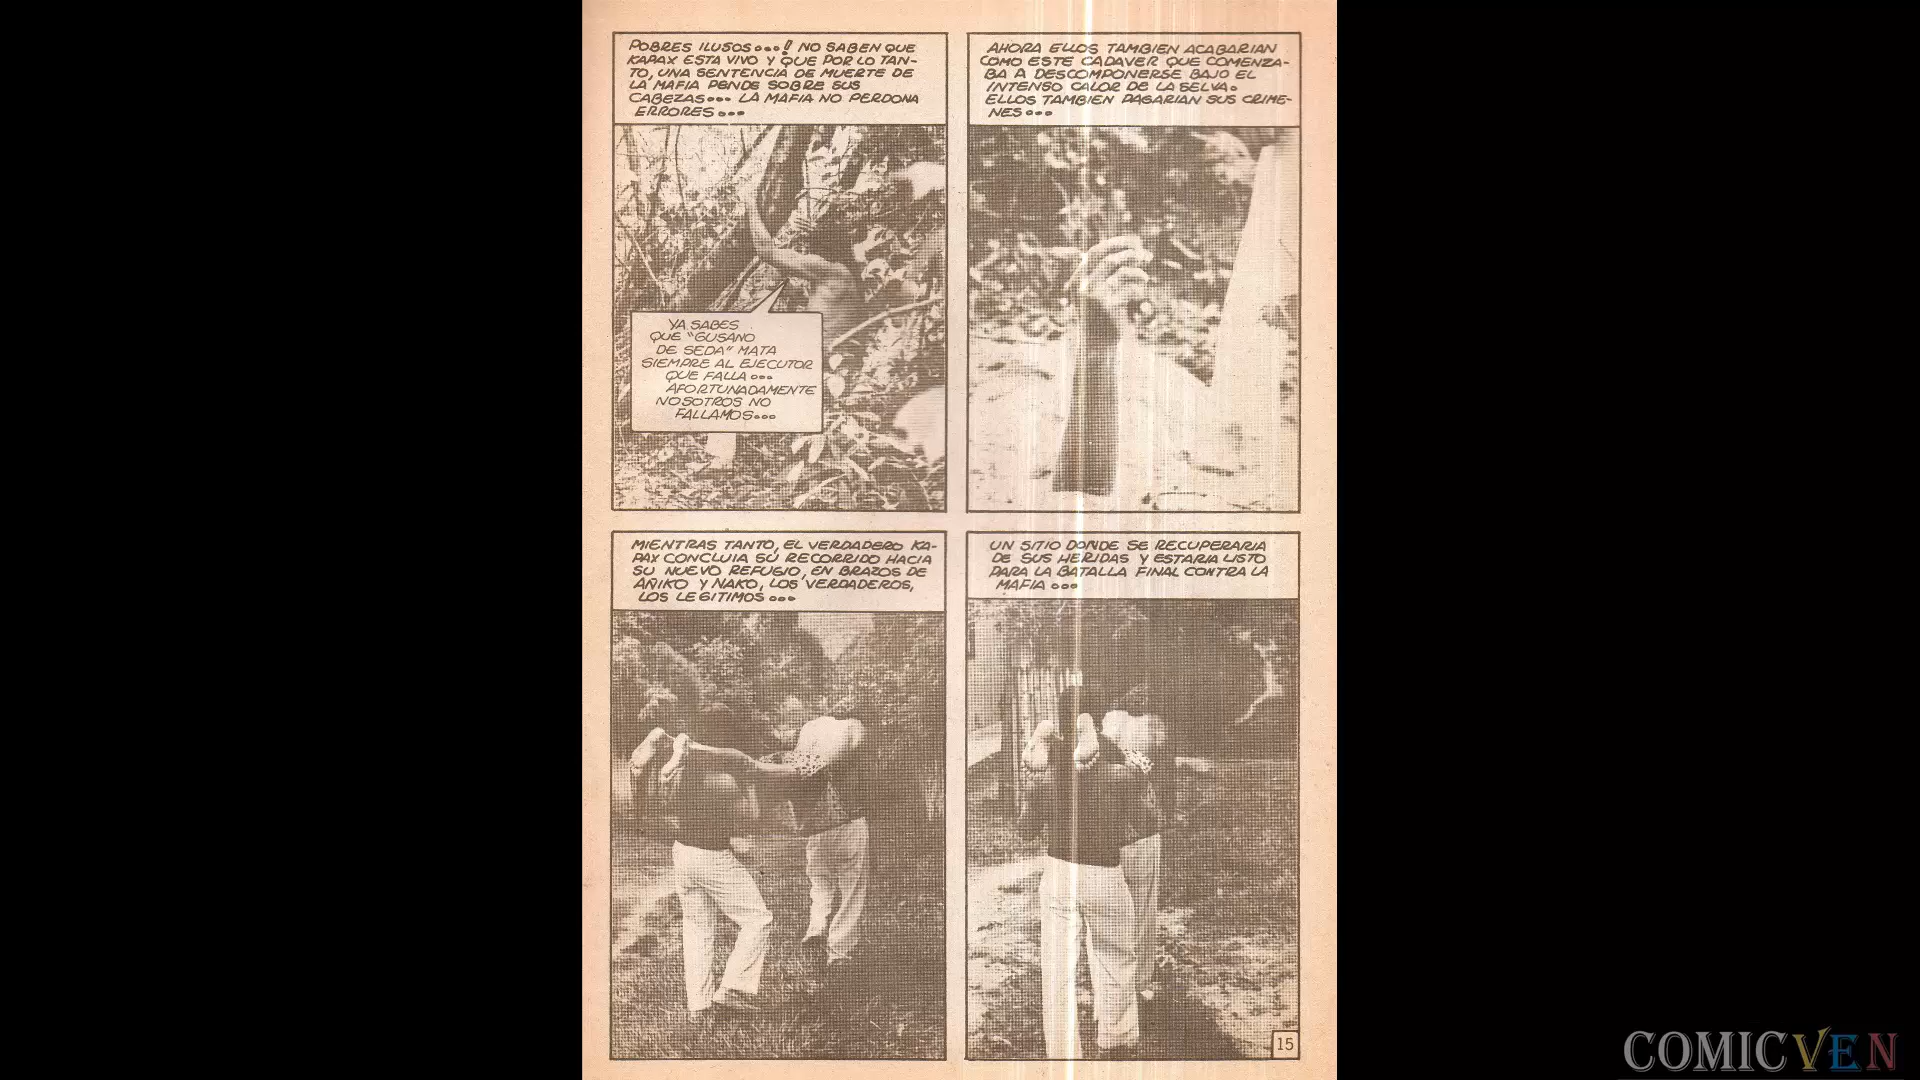 POBRES ILUSOS...! NO SABEN QUE
KAPAX ESTA VIVO Y QUE POR LO TAN-
TO, UNA SENTENCIA DE MUERTE DE
LA MAFIA PENDE SOBRE SUS
CABEZAS... LA MAFIA NO PERDONA
ERRORES...
YA SABES
QUE "GUSANO
DE SEDA" MATA
SIEMPRE AL EJECUTOR
QUE FALLA...
AFORTUNADAMENTE
NOSOTROS NO
FALLAMOS...
AHORA ELLOS TAMBIEN ACABARIAN
COMO ESTE CADAVER QUE COMENZA-
BA A DESCOMPONERSE BAJO EL
INTENSO CALOR DE LA SELVA.
ELLOS TAMBIEN PAGARIAN SUS CRIME-
NES...
MIENTRAS TANTO, EL VERDADERO KA-
PAX CONCLUIA SU RECORRIDO HACIA
SU NUEVO REFUGIO, EN BRAZOS DE
AÑIKO Y NAKO, LOS VERDADEROS,
LOS LEGITIMOS...
UN SITIO DONDE SE RECUPERARIA
DE SUS HERIDAS Y ESTARIA LISTO
PARA LA BATALLA FINAL CONTRA LA
MAFIA...
15
COMICVEN